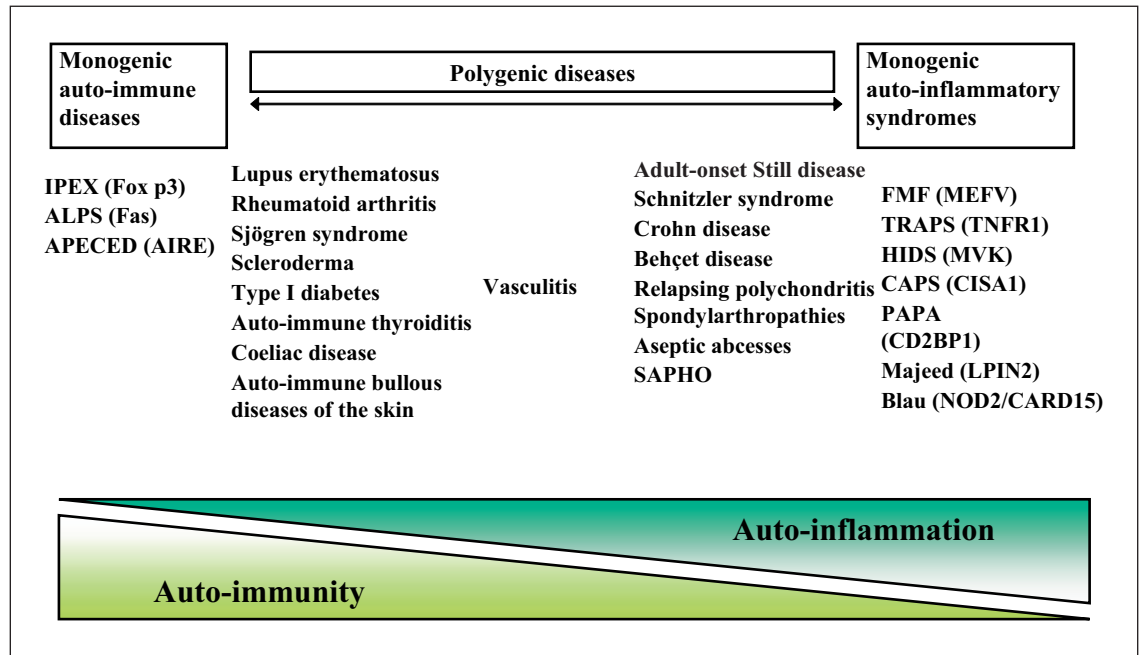 Monogenic
auto-immune
diseases
Polygenic diseases
Monogenic
auto-inflammatory
syndromes
IPEX (Fox p3)
ALPS (Fas)
APECED (AIRE)
Lupus erythematosus
Rheumatoid arthritis
Sjögren syndrome
Scleroderma
Type I diabetes
Auto-immune thyroiditis
Coeliac disease
Auto-immune bullous
diseases of the skin
Vasculitis
Adult-onset Still disease
Schnitzler syndrome
Crohn disease
Behçet disease
Relapsing polychondritis
Spondylarthropathies
Aseptic abcesses
SAPHO
FMF (MEFV)
TRAPS (TNFR1)
HIDS (MVK)
CAPS (CISA1)
PAPA
(CD2BP1)
Majeed (LPIN2)
Blau (NOD2/CARD15)
Auto-inflammation
Auto-immunity